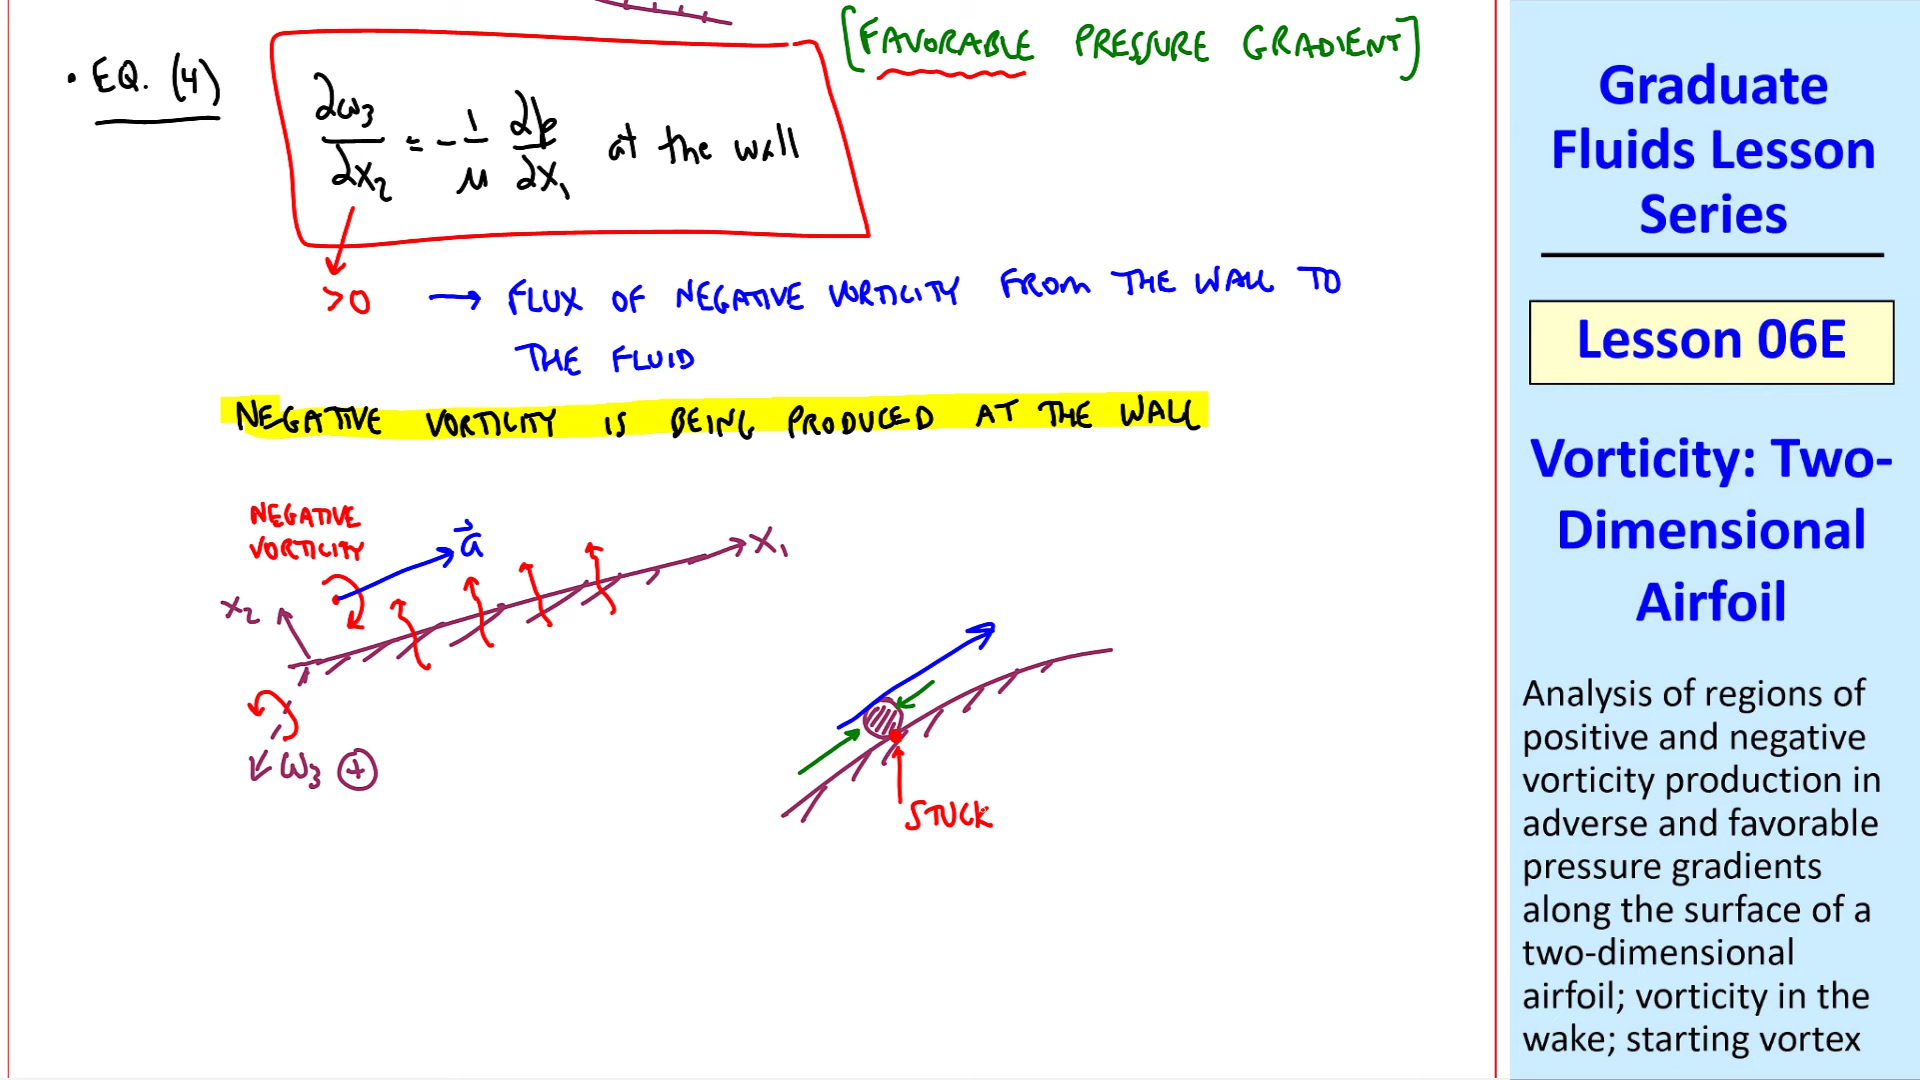 [FAVORABLE PRESSURE GRADIENT]
• EQ. (4)
∂ω₃/∂x₂ = - 1/μ ∂p/∂x₁ at the wall
>0 → FLUX OF NEGATIVE VORTICITY FROM THE WALL TO
THE FLUID
NEGATIVE VORTICITY IS BEING PRODUCED AT THE WALL
NEGATIVE
VORTICITY
a⃗
x₁
x₂
ω₃ ⊕
STUCK
Graduate
Fluids Lesson
Series
Lesson 06E
Vorticity: Two-
Dimensional
Airfoil
Analysis of regions of
positive and negative
vorticity production in
adverse and favorable
pressure gradients
along the surface of a
two-dimensional
airfoil; vorticity in the
wake; starting vortex